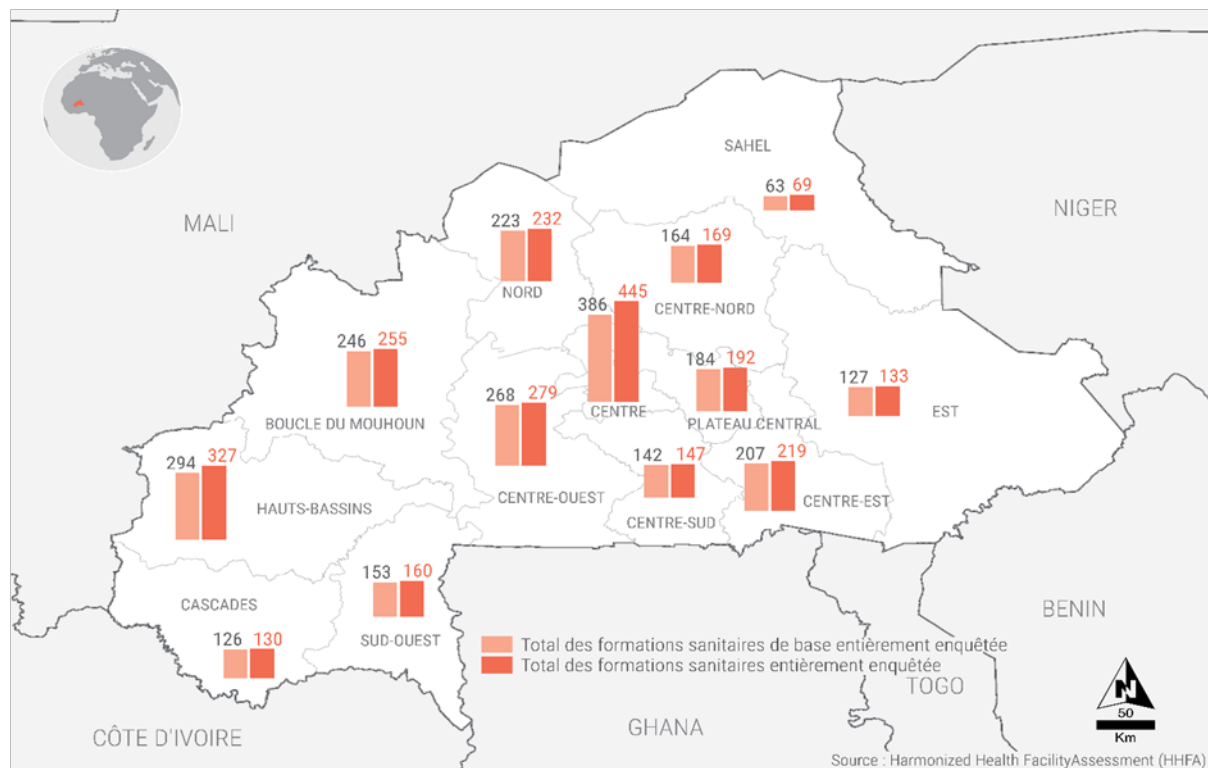 SAHEL
63 69
MALI
NIGER
223 232
NORD
164 169
CENTRE-NORD
386 445
CENTRE
246 255
BOUCLE DU MOUHOUN
184 192
PLATEAU CENTRAL
127 133
EST
268 279
CENTRE-OUEST
294 327
HAUTS-BASSINS
142 147
CENTRE-SUD
207 219
CENTRE-EST
153 160
SUD-OUEST
CASCADES
126 130
BENIN
Total des formations sanitaires de base entièrement enquêtée
Total des formations sanitaires entièrement enquêtée
TOGO
GHANA
CÔTE D'IVOIRE
N
50
Km
Source : Harmonized Health FacilityAssessment (HHFA)